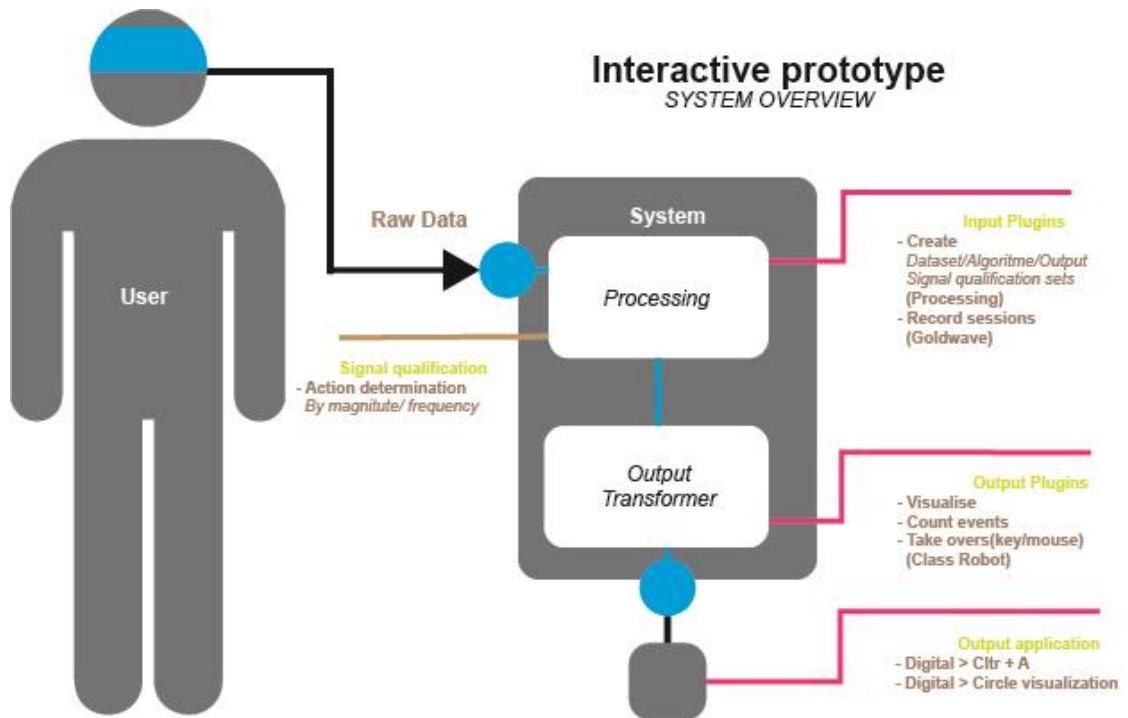 Interactive prototype
SYSTEM OVERVIEW
Raw Data
System
User
Processing
Input Plugins
- Create
Dataset/Algoritme/Output
Signal qualification sets
(Processing)
- Record sessions
(Goldwave)
Signal qualification
- Action determination
By magnitute/ frequency
Output
Transformer
Output Plugins
- Visualise
- Count events
- Take overs(key/mouse)
(Class Robot)
Output application
- Digital > Cltr + A
- Digital > Circle visualization